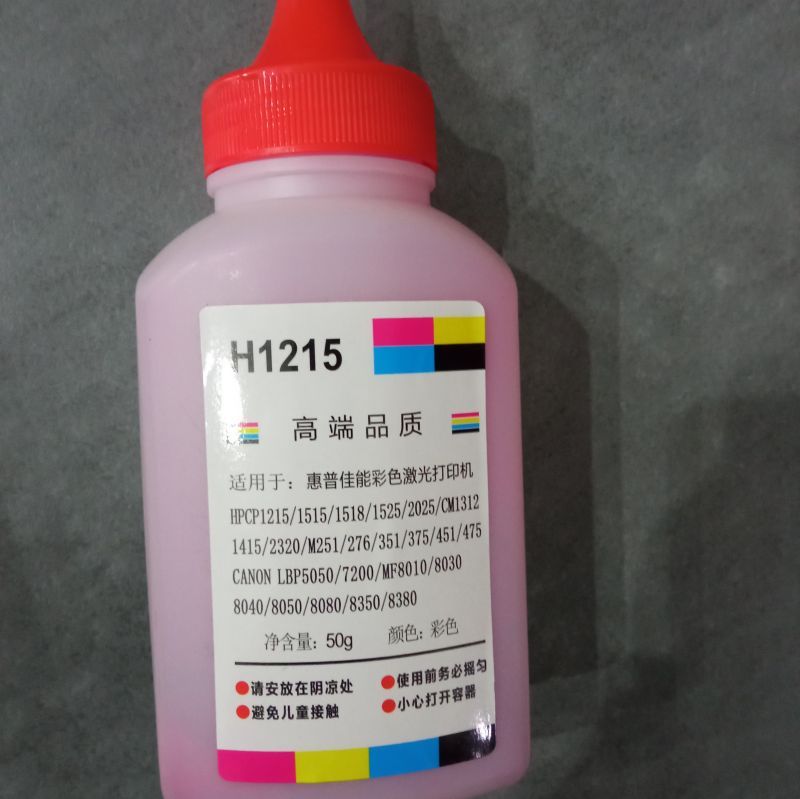 H1215
高端品质
适用于：惠普佳能彩色激光打印机
HPCP1215/1515/1518/1525/2025/CM1312
1415/2320/M251/276/351/375/451/475
CANON LBP5050/7200/MF8010/8030
8040/8050/8080/8350/8380
净含量：50g 颜色：彩色
●请安放在阴凉处 ●使用前务必摇匀
●避免儿童接触 ●小心打开容器